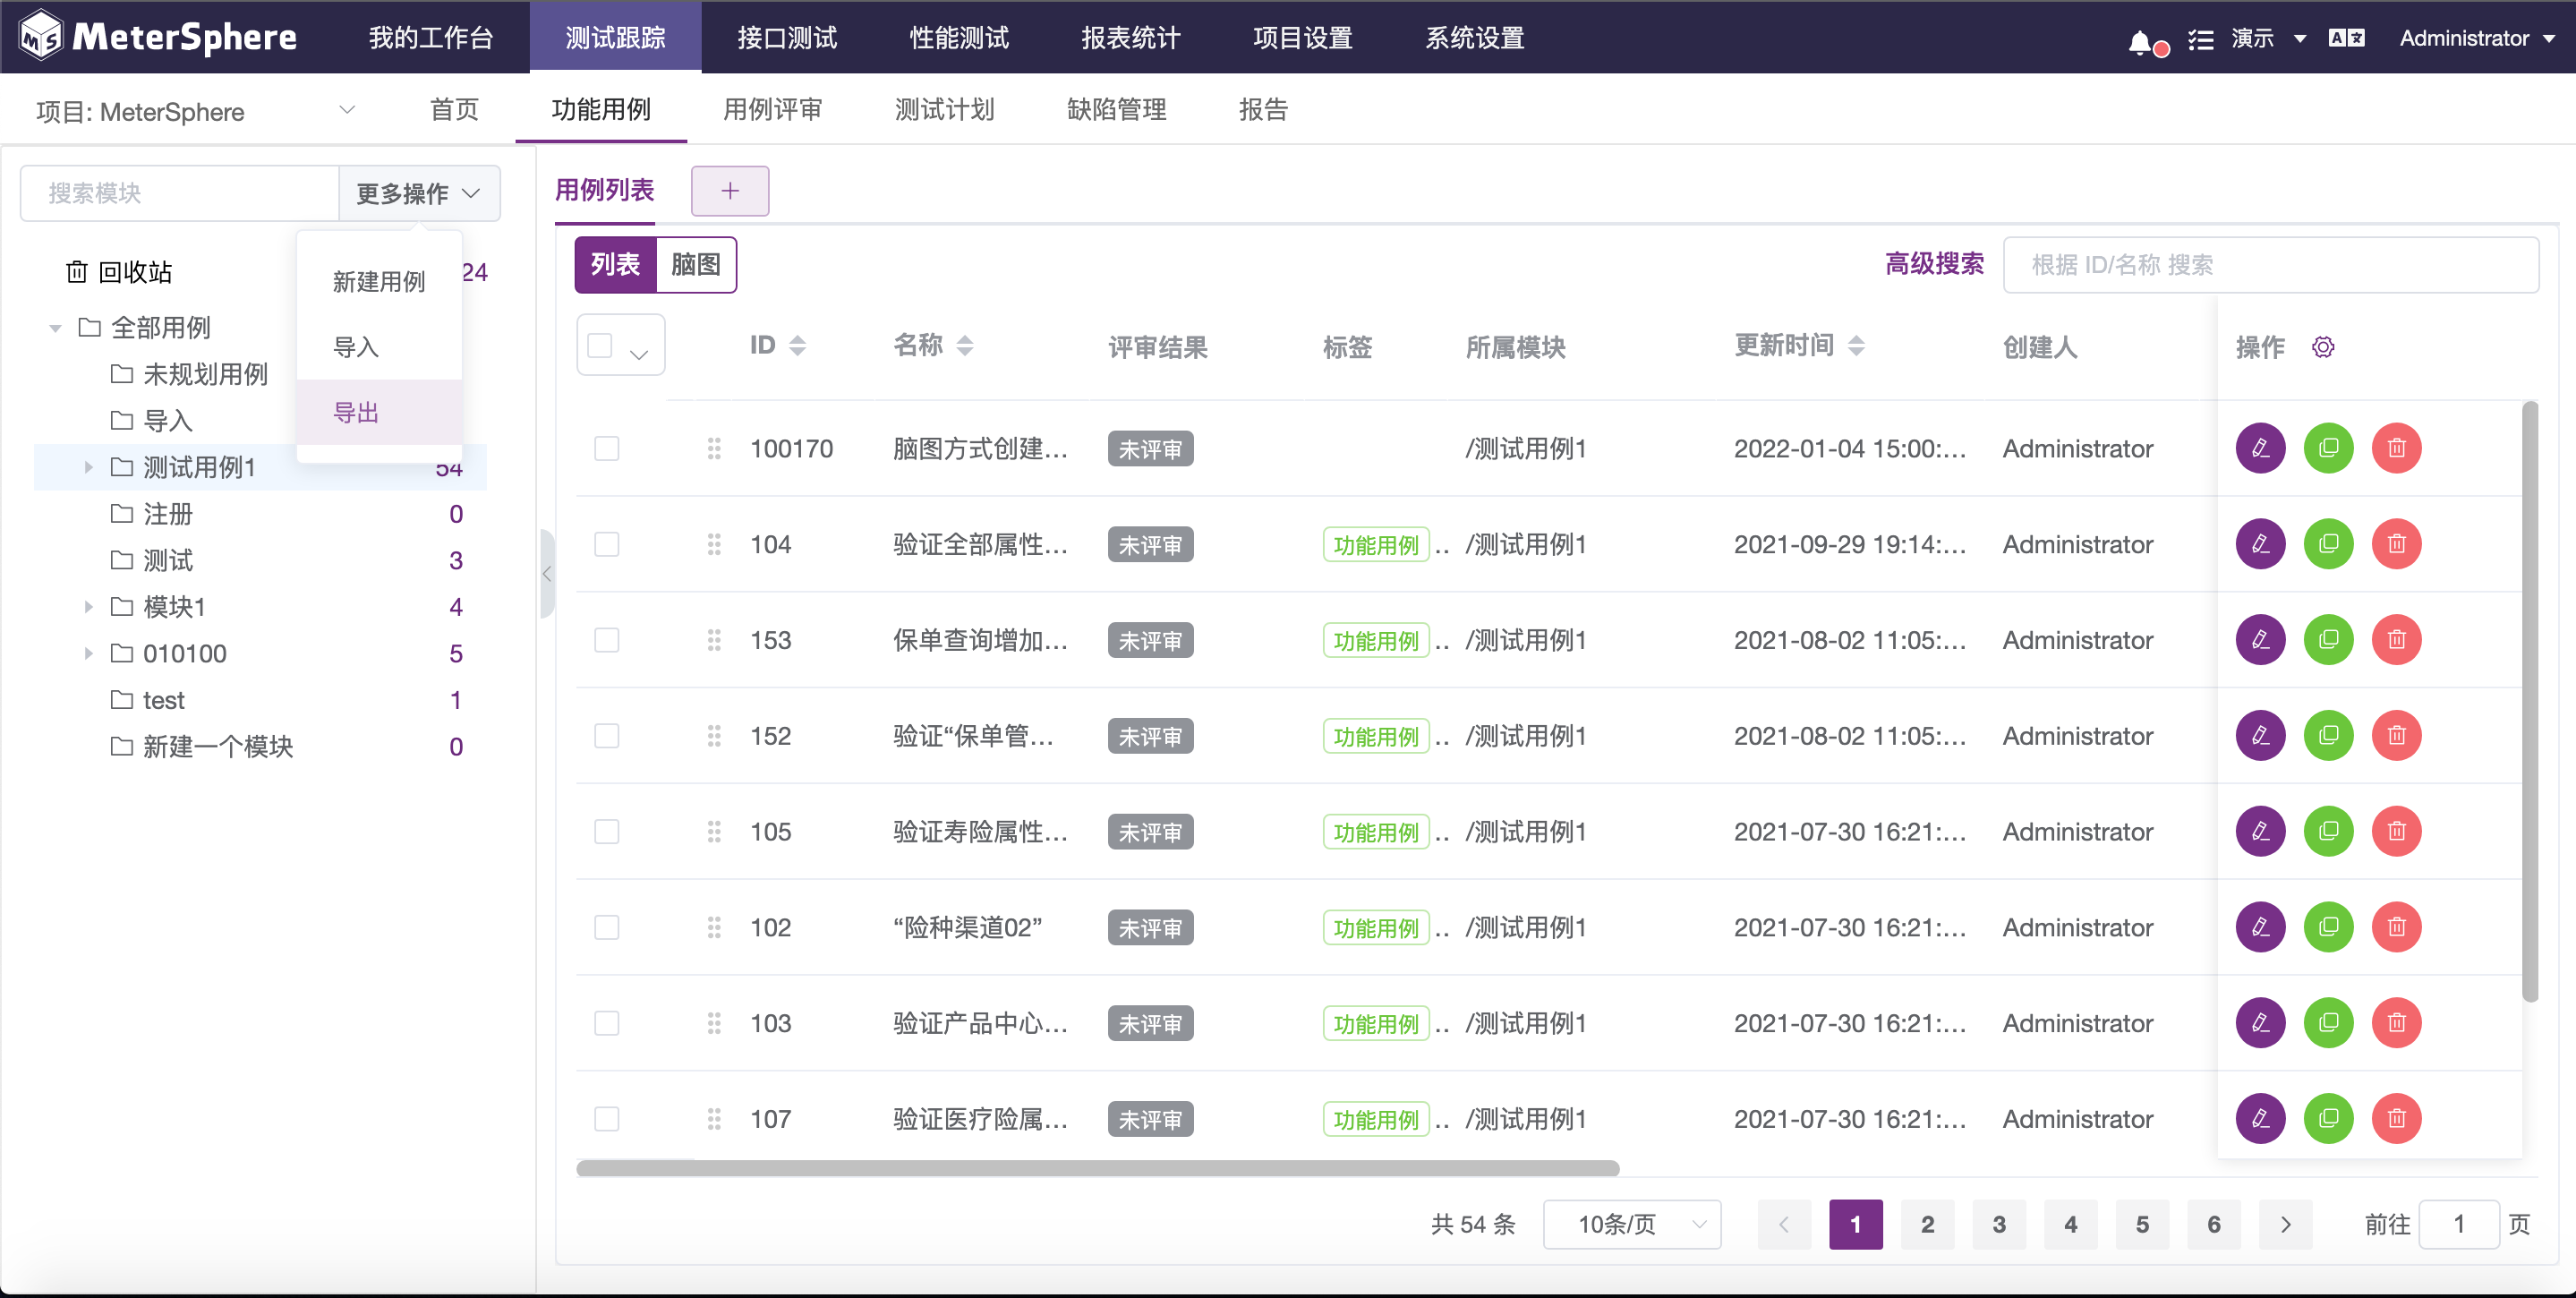 MeterSphere 我的工作台 测试跟踪 接口测试 性能测试 报表统计 项目设置 系统设置 演示 Administrator
项目: MeterSphere 首页 功能用例 用例评审 测试计划 缺陷管理 报告
搜索模块 更多操作
新建用例
导入
导出
回收站 24
全部用例
未规划用例
导入
测试用例1 54
注册 0
测试 3
模块1 4
010100 5
test 1
新建一个模块 0
用例列表 +
列表 脑图 高级搜索 根据 ID/名称 搜索
ID 名称 评审结果 标签 所属模块 更新时间 创建人 操作
100170 脑图方式创建... 未评审 /测试用例1 2022-01-04 15:00:... Administrator
104 验证全部属性... 未评审 功能用例 .. /测试用例1 2021-09-29 19:14:... Administrator
153 保单查询增加... 未评审 功能用例 .. /测试用例1 2021-08-02 11:05:... Administrator
152 验证“保单管... 未评审 功能用例 .. /测试用例1 2021-08-02 11:05:... Administrator
105 验证寿险属性... 未评审 功能用例 .. /测试用例1 2021-07-30 16:21:... Administrator
102 “险种渠道02” 未评审 功能用例 .. /测试用例1 2021-07-30 16:21:... Administrator
103 验证产品中心... 未评审 功能用例 .. /测试用例1 2021-07-30 16:21:... Administrator
107 验证医疗险属... 未评审 功能用例 .. /测试用例1 2021-07-30 16:21:... Administrator
共 54 条 10条/页 1 2 3 4 5 6 前往 1 页